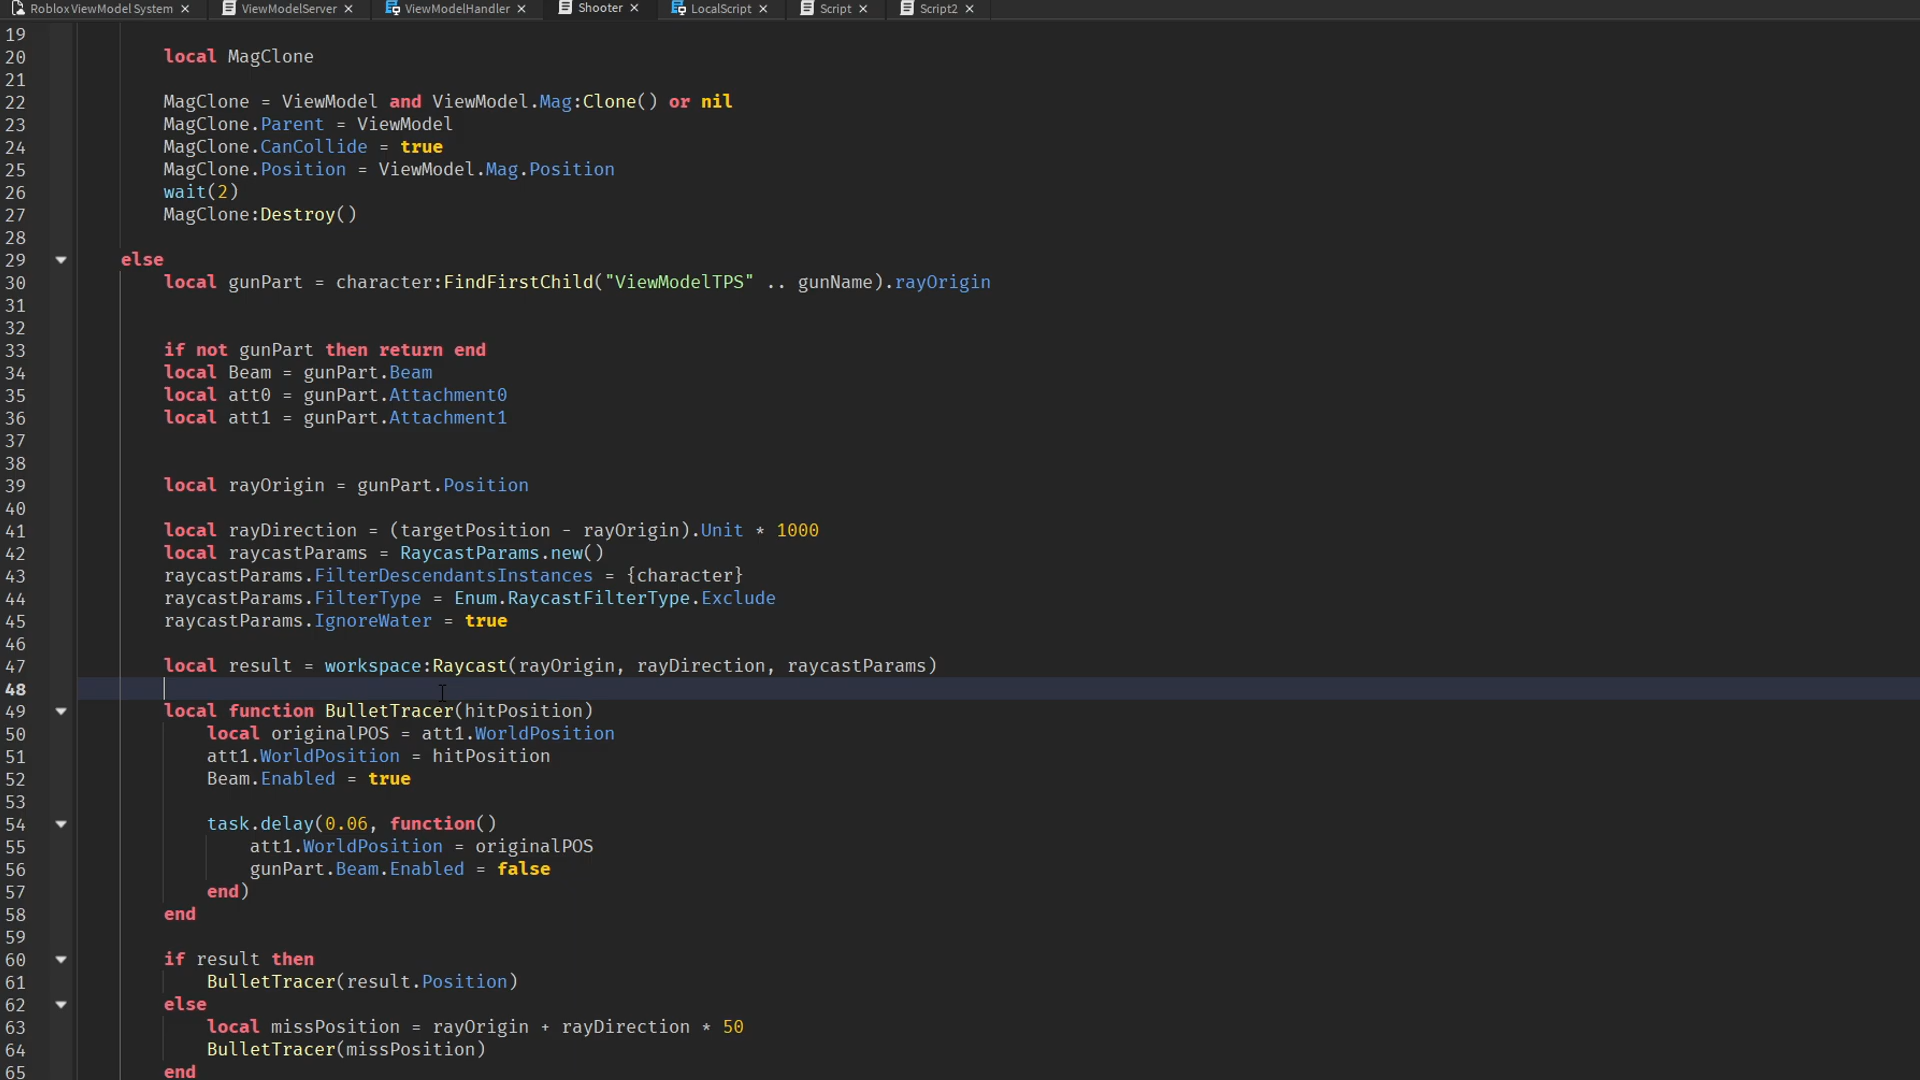 Roblox ViewModel System × ViewModelServer × ViewModelHandler × Shooter × LocalScript × Script × Script2 ×
19
20 local MagClone
21
22 MagClone = ViewModel and ViewModel.Mag:Clone() or nil
23 MagClone.Parent = ViewModel
24 MagClone.CanCollide = true
25 MagClone.Position = ViewModel.Mag.Position
26 wait(2)
27 MagClone:Destroy()
28
29 else
30 local gunPart = character:FindFirstChild("ViewModelTPS" .. gunName).rayOrigin
31
32
33 if not gunPart then return end
34 local Beam = gunPart.Beam
35 local att0 = gunPart.Attachment0
36 local att1 = gunPart.Attachment1
37
38
39 local rayOrigin = gunPart.Position
40
41 local rayDirection = (targetPosition - rayOrigin).Unit * 1000
42 local raycastParams = RaycastParams.new()
43 raycastParams.FilterDescendantsInstances = {character}
44 raycastParams.FilterType = Enum.RaycastFilterType.Exclude
45 raycastParams.IgnoreWater = true
46
47 local result = workspace:Raycast(rayOrigin, rayDirection, raycastParams)
48
49 local function BulletTracer(hitPosition)
50 local originalPOS = att1.WorldPosition
51 att1.WorldPosition = hitPosition
52 Beam.Enabled = true
53
54 task.delay(0.06, function()
55 att1.WorldPosition = originalPOS
56 gunPart.Beam.Enabled = false
57 end)
58 end
59
60 if result then
61 BulletTracer(result.Position)
62 else
63 local missPosition = rayOrigin + rayDirection * 50
64 BulletTracer(missPosition)
65 end